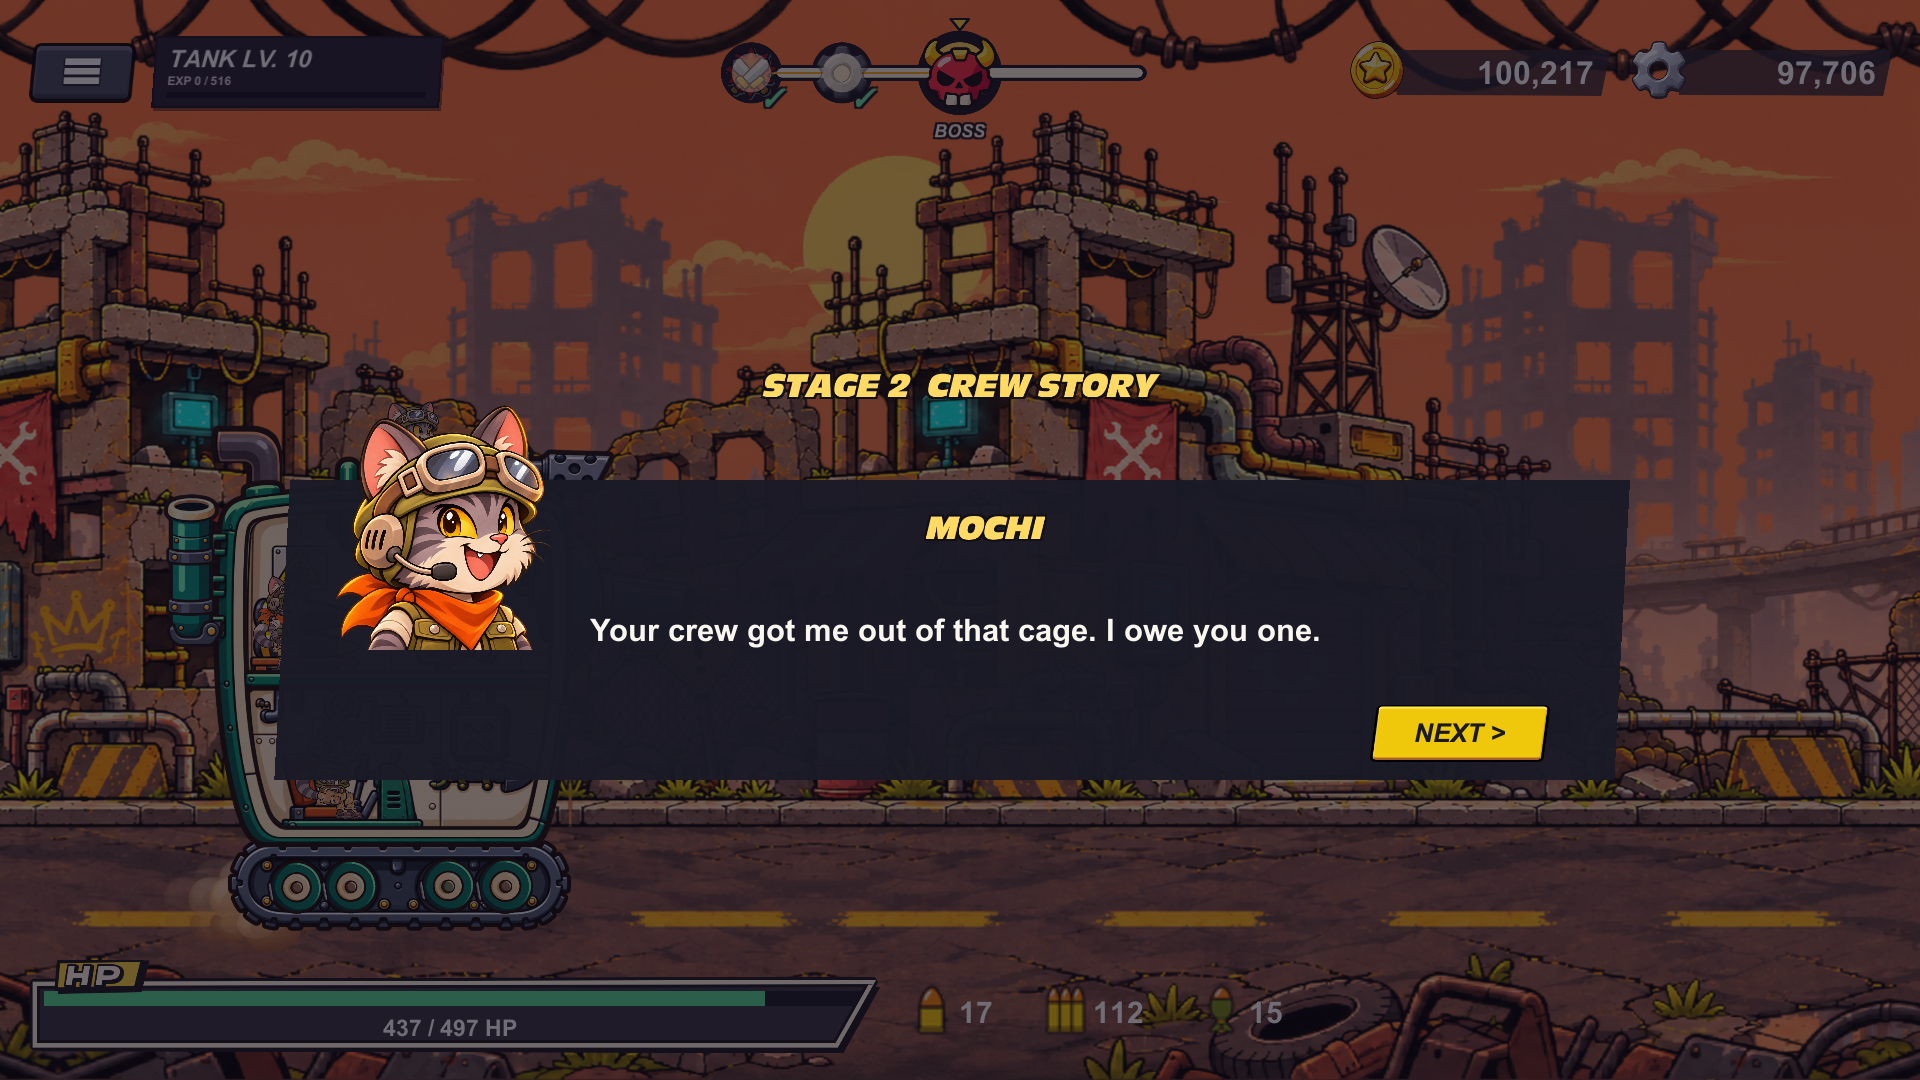 TANK LV. 10
EXP 0 / 516
BOSS
100,217
97,706
STAGE 2 CREW STORY
MOCHI
Your crew got me out of that cage. I owe you one.
NEXT >
HP
437 / 497 HP
17
112
15